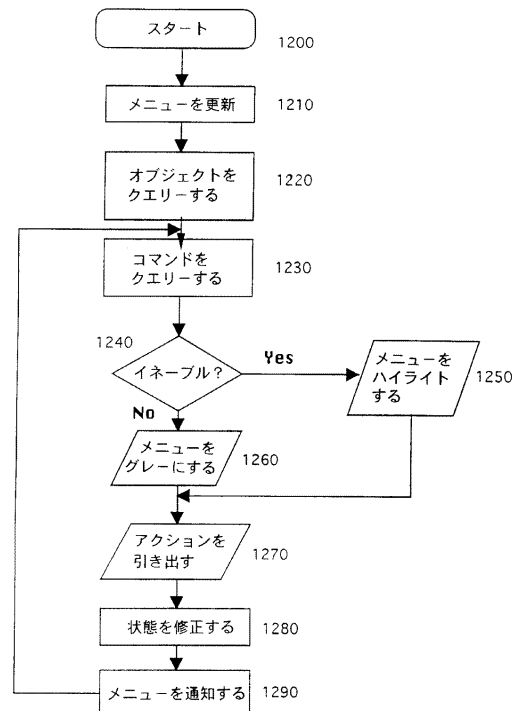 スタート
1200
メニューを更新
1210
オブジェクトを
クエリーする
1220
コマンドを
クエリーする
1230
1240
イネーブル?
Yes
メニューを
ハイライト
する
1250
No
メニューを
グレーにする
1260
アクションを
引き出す
1270
状態を修正する
1280
メニューを通知する
1290